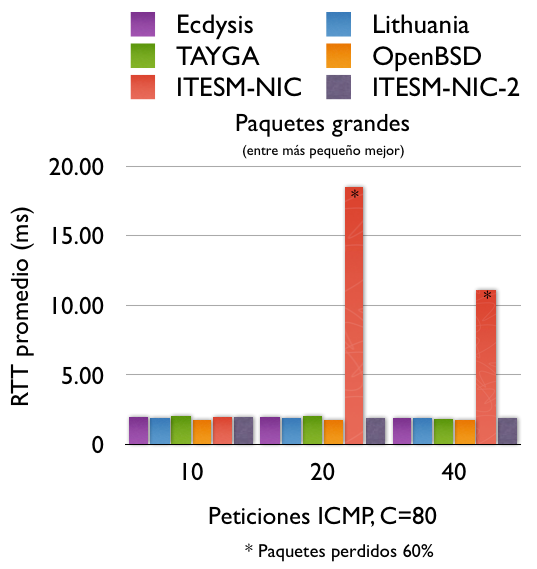 Ecdysis Lithuania
TAYGA OpenBSD
ITESM-NIC ITESM-NIC-2
Paquetes grandes
(entre más pequeño mejor)
RTT promedio (ms)
20.00
15.00
10.00
5.00
0
*
*
10 20 40
Peticiones ICMP, C=80
* Paquetes perdidos 60%